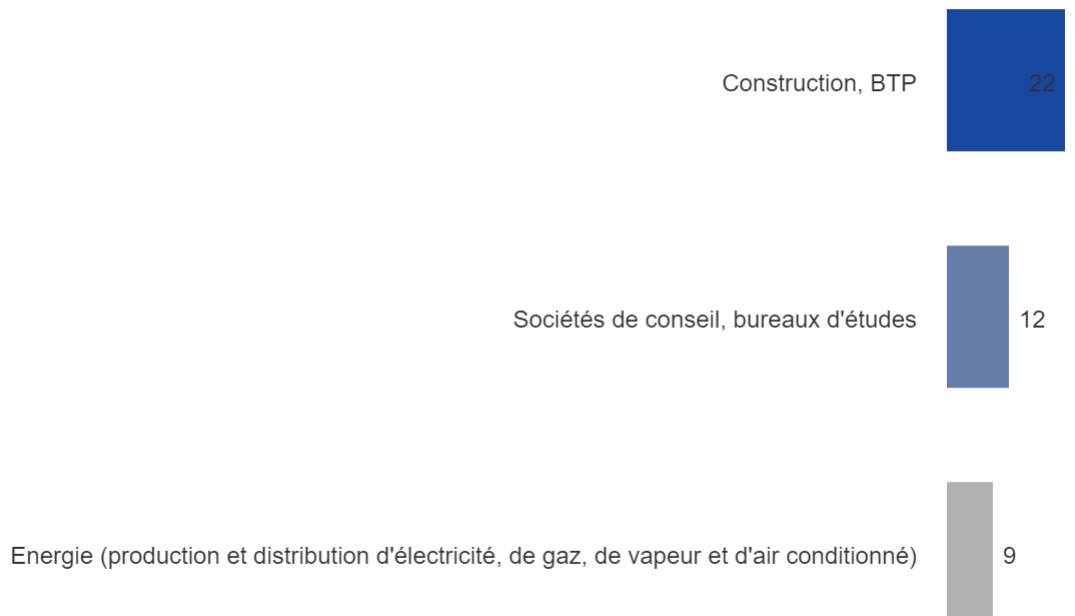 Construction, BTP 22
Sociétés de conseil, bureaux d'études 12
Energie (production et distribution d'électricité, de gaz, de vapeur et d'air conditionné) 9